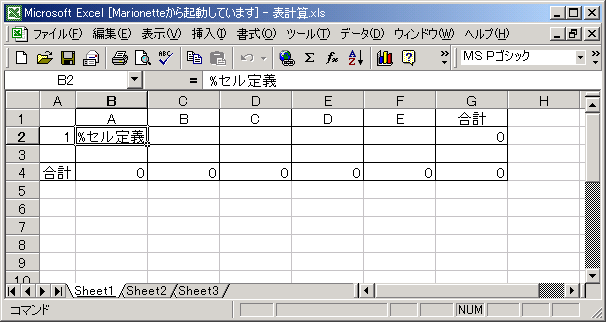 Microsoft Excel [Marionetteから起動しています] - 表計算.xls
ファイル(F) 編集(E) 表示(V) 挿入(I) 書式(O) ツール(T) データ(D) ウィンドウ(W) ヘルプ(H)
ABC Σ fx AZ MS Pゴシック
B2 = %セル定義
A B C D E F G H
1 A B C D E 合計
2 1 %セル定義 0
3
4 合計 0 0 0 0 0 0
5
6
7
8
9
10
Sheet1 Sheet2 Sheet3
コマンド NUM